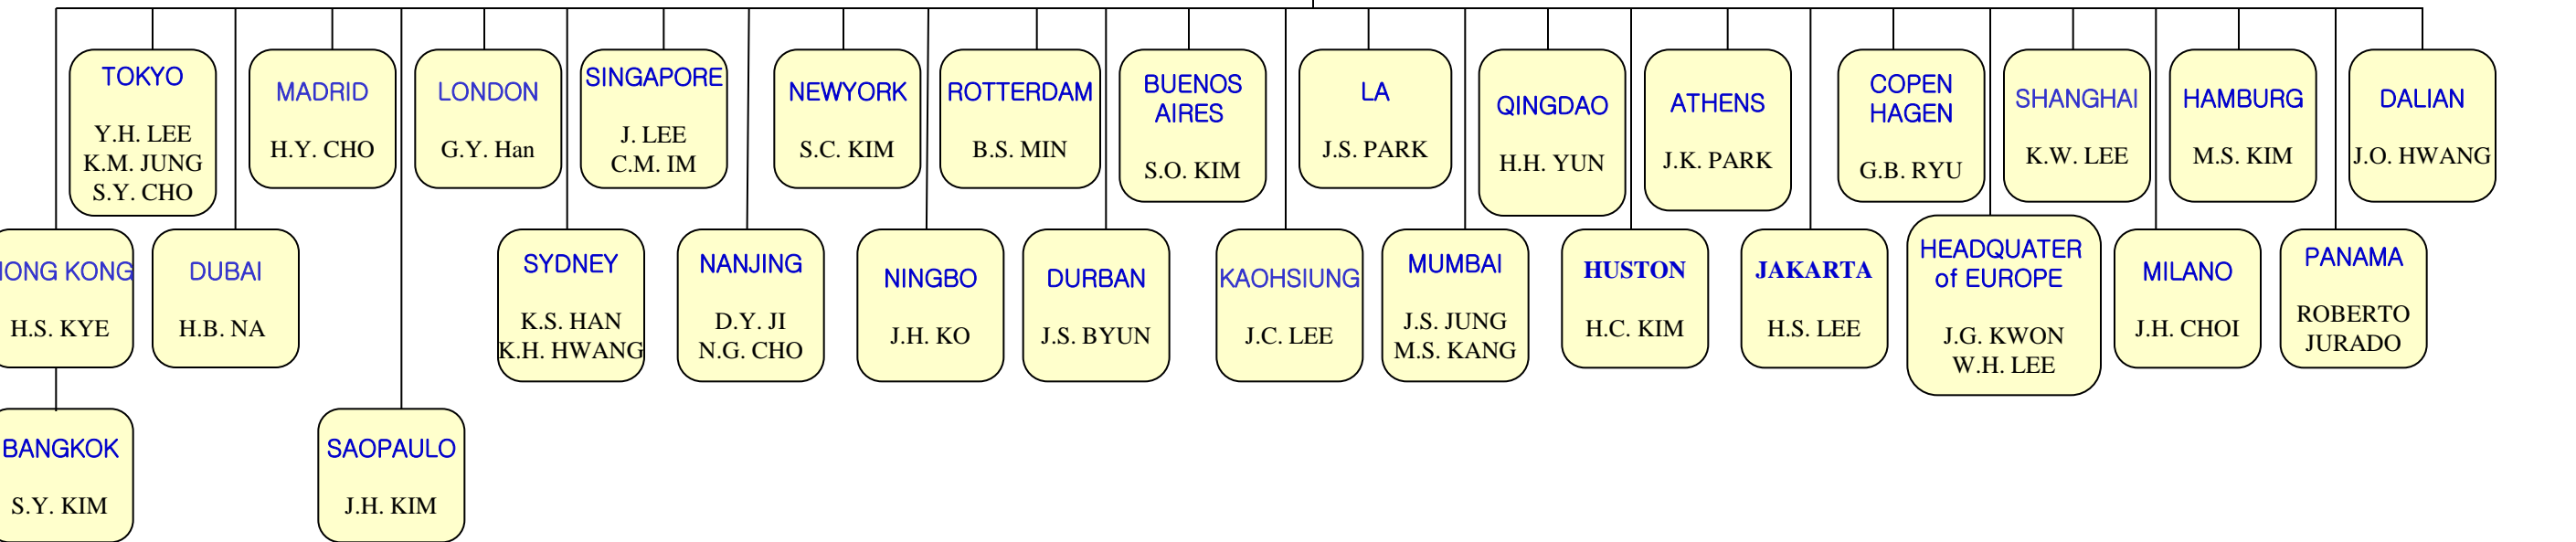 TOKYO
Y.H. LEE
K.M. JUNG
S.Y. CHO
MADRID
H.Y. CHO
LONDON
G.Y. Han
SINGAPORE
J. LEE
C.M. IM
NEWYORK
S.C. KIM
ROTTERDAM
B.S. MIN
BUENOS
AIRES
S.O. KIM
LA
J.S. PARK
QINGDAO
H.H. YUN
ATHENS
J.K. PARK
COPEN
HAGEN
G.B. RYU
SHANGHAI
K.W. LEE
HAMBURG
M.S. KIM
DALIAN
J.O. HWANG
HONG KONG
H.S. KYE
DUBAI
H.B. NA
SYDNEY
K.S. HAN
K.H. HWANG
NANJING
D.Y. JI
N.G. CHO
NINGBO
J.H. KO
DURBAN
J.S. BYUN
KAOHSIUNG
J.C. LEE
MUMBAI
J.S. JUNG
M.S. KANG
HUSTON
H.C. KIM
JAKARTA
H.S. LEE
HEADQUATER
of EUROPE
J.G. KWON
W.H. LEE
MILANO
J.H. CHOI
PANAMA
ROBERTO
JURADO
BANGKOK
S.Y. KIM
SAOPAULO
J.H. KIM